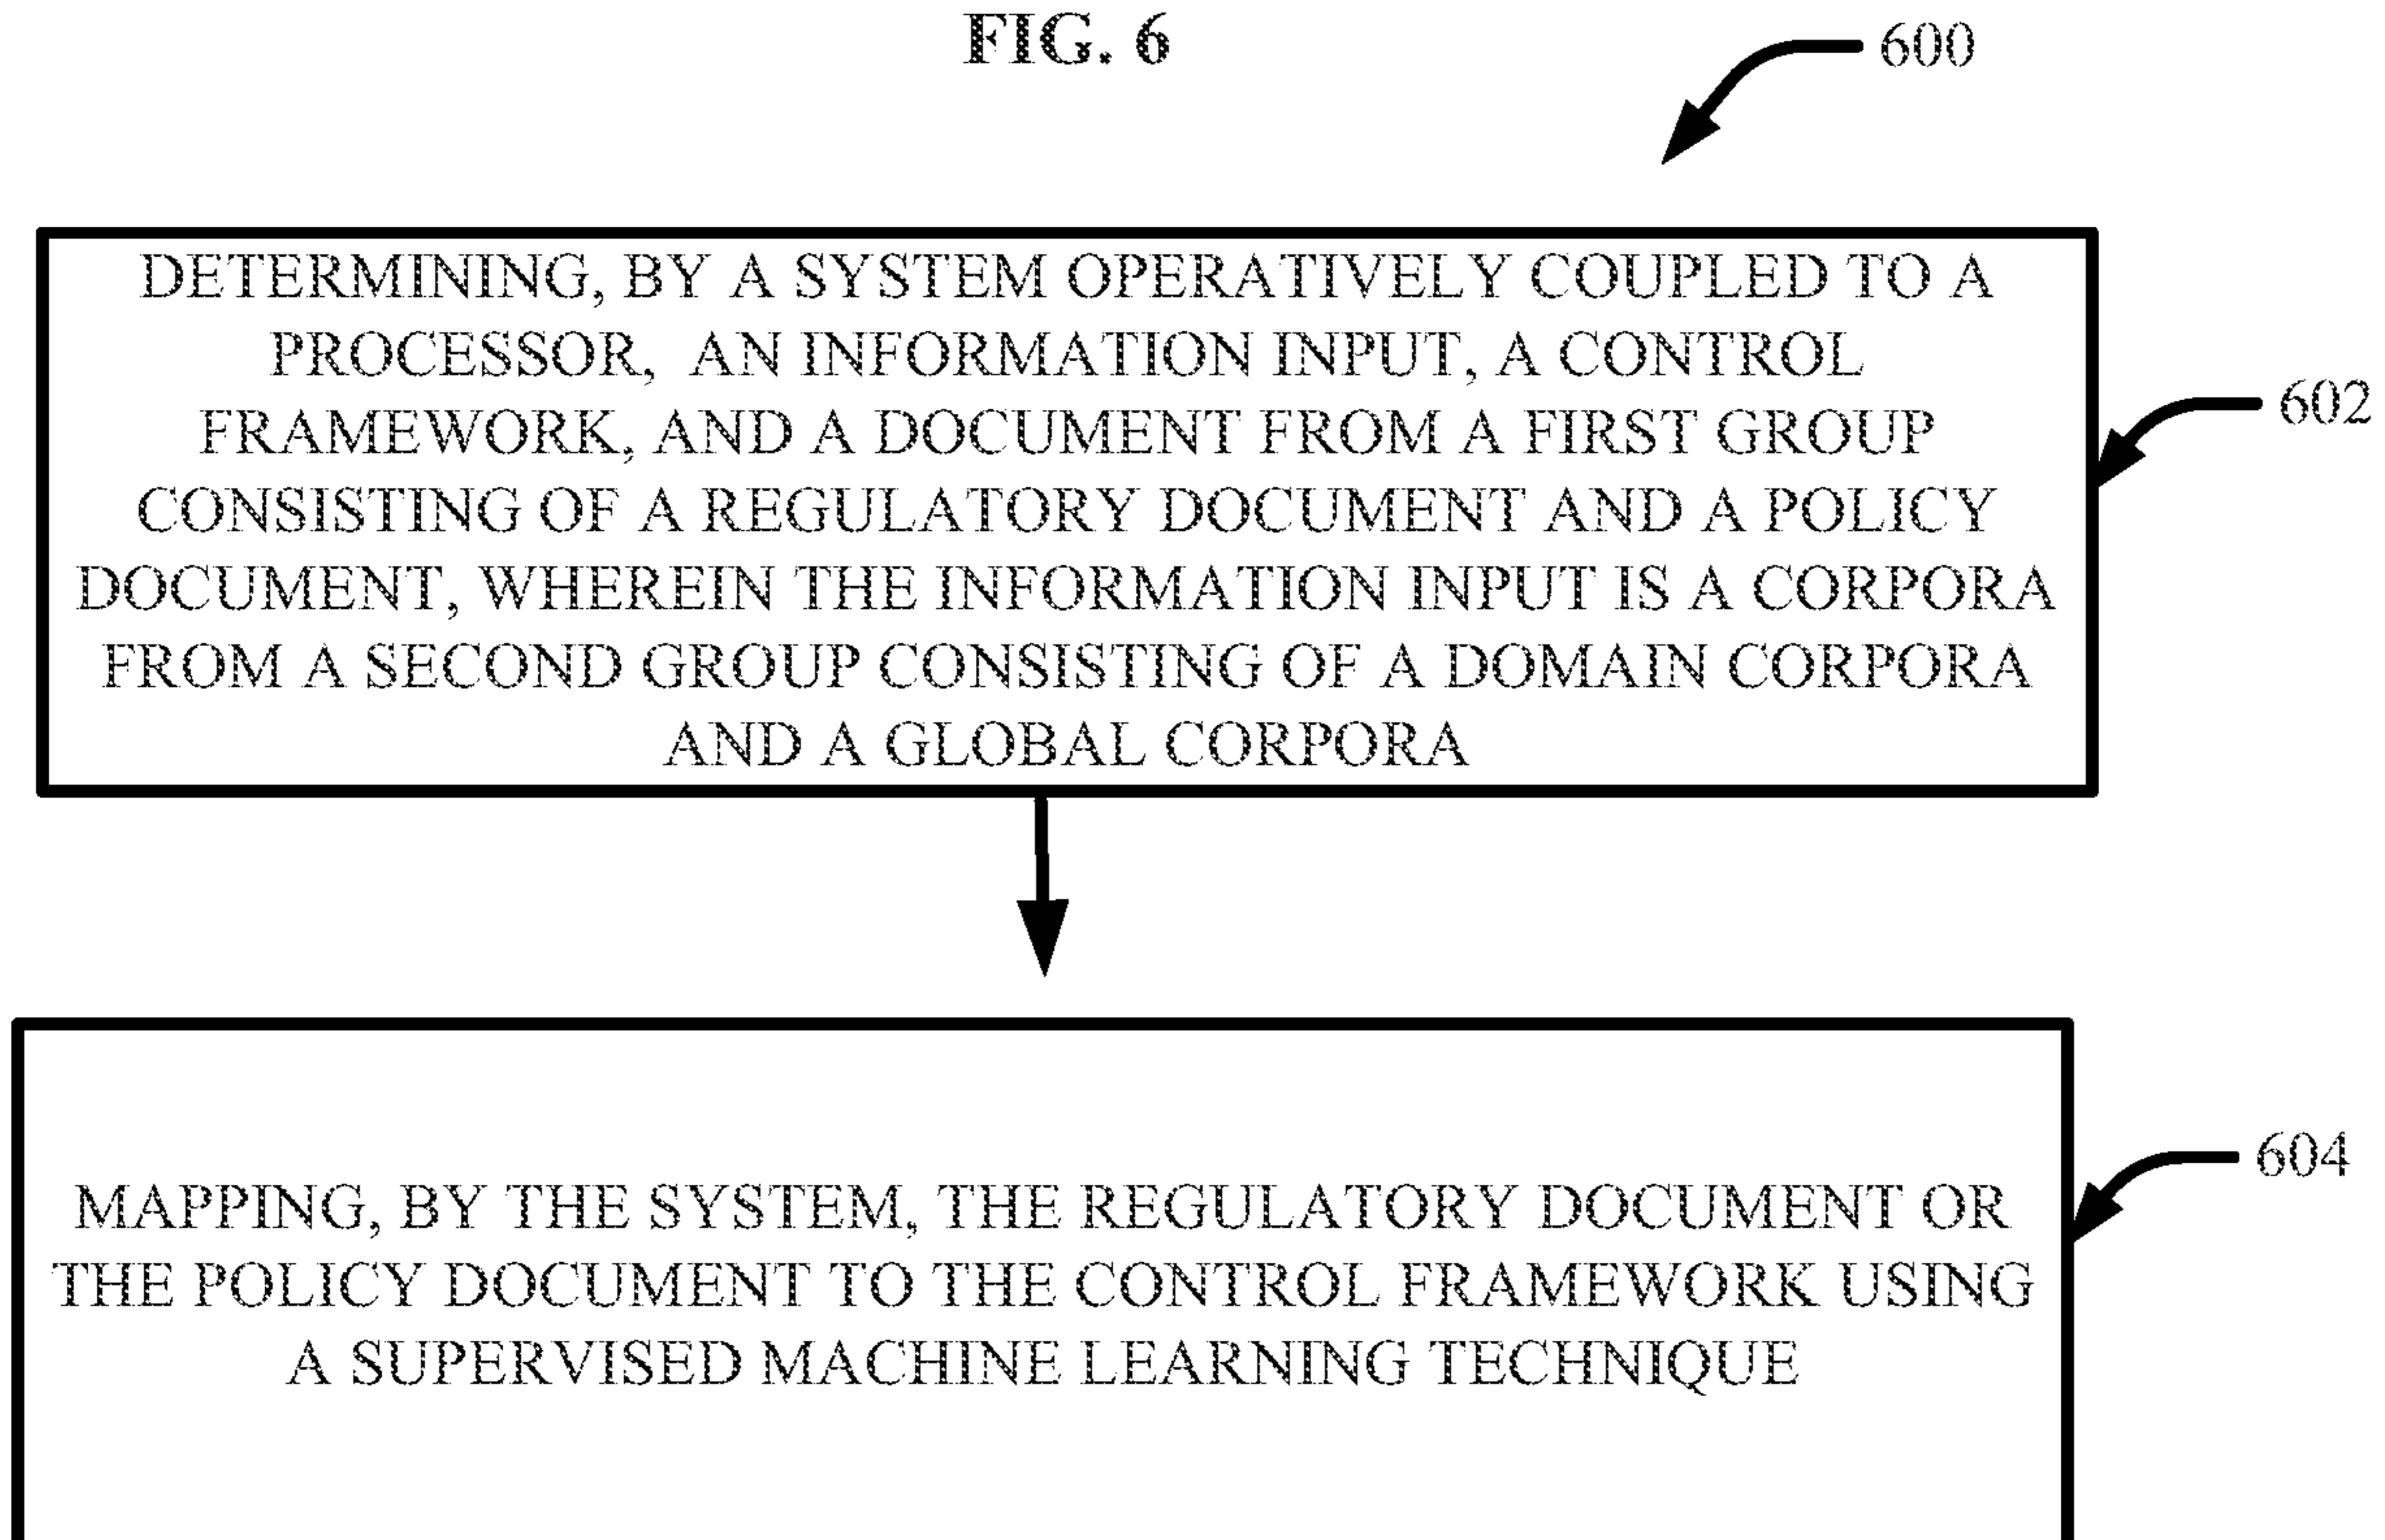 FIG. 6
600
DETERMINING, BY A SYSTEM OPERATIVELY COUPLED TO A
PROCESSOR, AN INFORMATION INPUT, A CONTROL
FRAMEWORK, AND A DOCUMENT FROM A FIRST GROUP
602
CONSISTING OF A REGULATORY DOCUMENT AND A POLICY
DOCUMENT, WHEREIN THE INFORMATION INPUT IS A CORPORA
FROM A SECOND GROUP CONSISTING OF A DOMAIN CORPORA
AND A GLOBAL CORPORA
604
MAPPING, BY THE SYSTEM, THE REGULATORY DOCUMENT OR
THE POLICY DOCUMENT TO THE CONTROL FRAMEWORK USING
A SUPERVISED MACHINE LEARNING TECHNIQUE